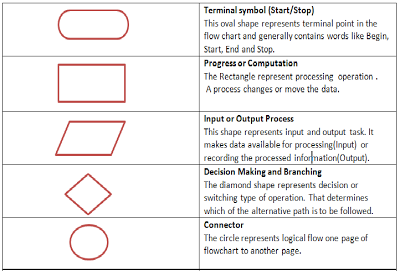 Terminal symbol (Start/Stop)
This oval shape represents terminal point in the
flow chart and generally contains words like Begin,
Start, End and Stop.
Progress or Computation
The Rectangle represent processing operation .
A process changes or move the data.
Input or Output Process
This shape represents input and output task. It
makes data available for processing(Input) or
recording the processed information(Output).
Decision Making and Branching
The diamond shape represents decision or
switching type of operation. That determines
which of the alternative path is to be followed.
Connector
The circle represents logical flow one page of
flowchart to another page.